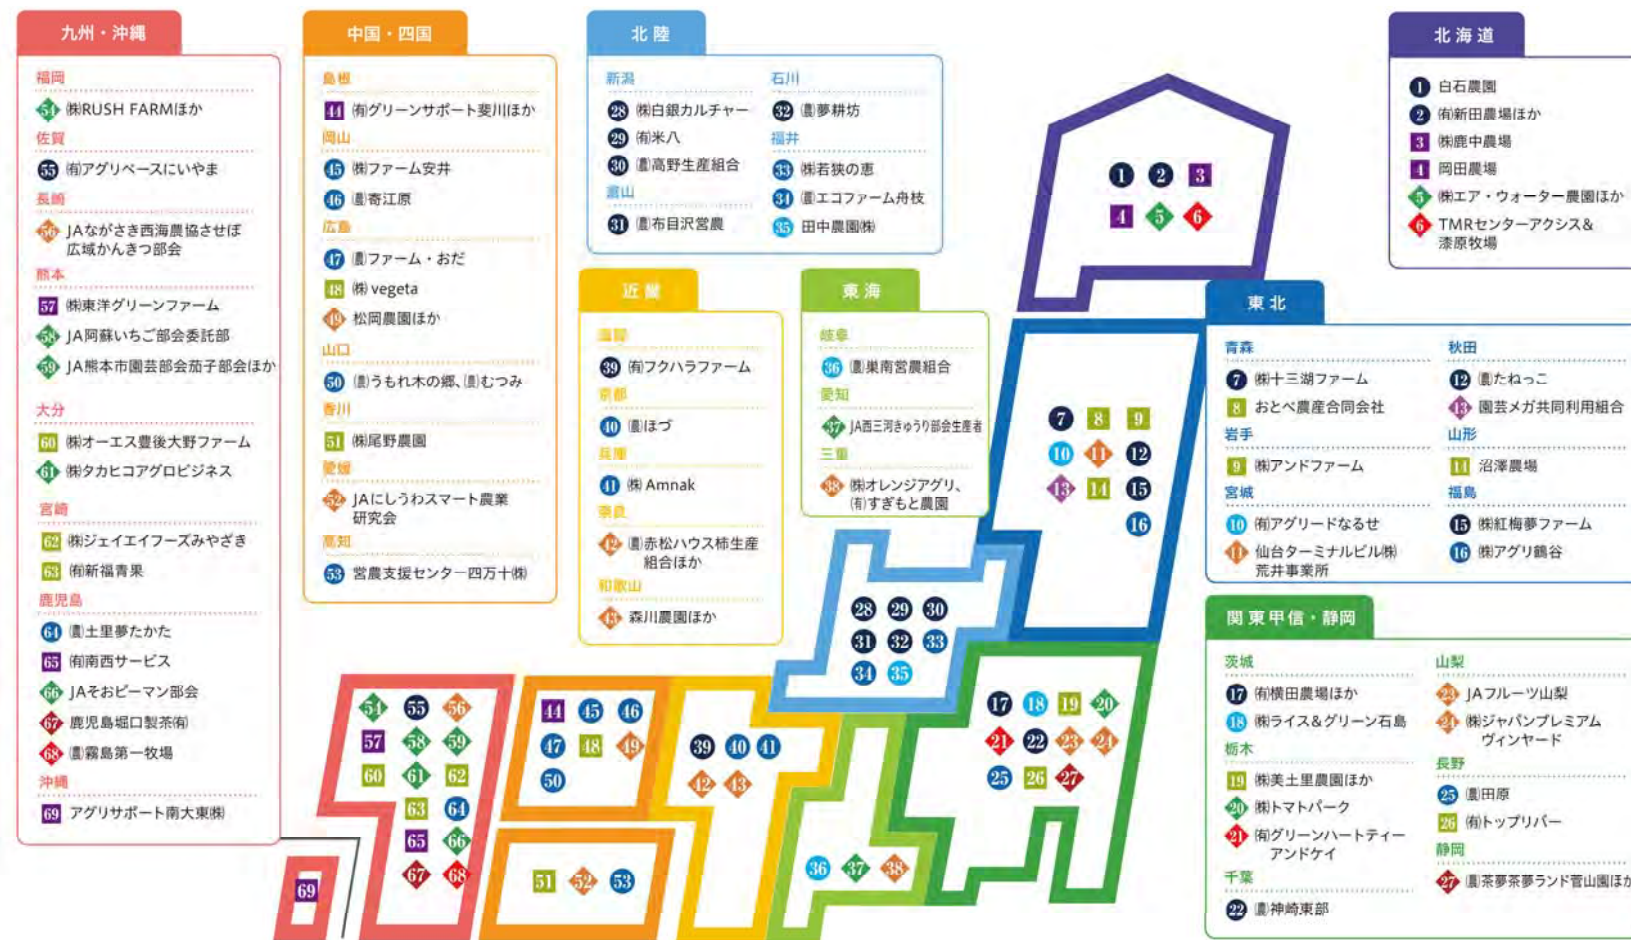 九州・沖縄
福岡
54 ㈱RUSH FARMほか
佐賀
55 ㈲アグリベースにいやま
長崎
56 JAながさき西海農協させぼ
広域かんきつ部会
熊本
57 ㈱東洋グリーンファーム
58 JA阿蘇いちご部会委託部
59 JA熊本市園芸部会茄子部会ほか
大分
60 ㈱オーエス豊後大野ファーム
61 ㈱タカヒコアグロビジネス
宮崎
62 ㈱ジェイエイフーズみやざき
63 ㈲新福青果
鹿児島
64 ㈭土里夢たかた
65 ㈲南西サービス
66 JAそおピーマン部会
67 鹿児島堀口製茶㈲
68 ㈭霧島第一牧場
沖縄
69 アグリサポート南大東㈱
中国・四国
島根
44 ㈲グリーンサポート斐川ほか
岡山
45 ㈱ファーム安井
46 (農)寄江原
広島
47 (農)ファーム・おだ
48 ㈱ vegeta
49 松岡農園ほか
山口
50 (農)うもれ木の郷、(農)むつみ
香川
51 ㈱尾野農園
愛媛
52 JAにしうわスマート農業
研究会
高知
53 営農支援センター四万十㈱
北陸
新潟
28 ㈱白銀カルチャー
29 ㈲米八
30 (農)高野生産組合
富山
31 (農)布目沢営農
石川
32 (農)夢耕坊
福井
33 ㈱若狭の恵
34 (農)エコファーム舟枝
35 田中農園㈱
近畿
滋賀
39 ㈲フクハラファーム
京都
40 (農)ほづ
兵庫
41 ㈱ Amnak
奈良
42 (農)赤松ハウス柿生産
組合ほか
和歌山
43 森川農園ほか
東海
岐阜
36 (農)巣南営農組合
愛知
37 JA西三河きゅうり部会生産者
三重
38 ㈱オレンジアグリ、
㈲すぎもと農園
北海道
1 白石農園
2 ㈲新田農場ほか
3 ㈱鹿中農場
4 岡田農場
5 ㈱エア・ウォーター農園ほか
6 TMRセンターアクシス&
漆原牧場
東北
青森
7 ㈱十三湖ファーム
8 おとべ農産合同会社
岩手
9 ㈱アンドファーム
宮城
10 ㈲アグリードなるせ
11 仙台ターミナルビル㈱
荒井事業所
秋田
12 (農)たねっこ
13 園芸メガ共同利用組合
山形
14 沼澤農場
福島
15 ㈱紅梅夢ファーム
16 ㈱アグリ鶴谷
関東甲信・静岡
茨城
17 ㈲横田農場ほか
18 ㈱ライス&グリーン石島
栃木
19 ㈱美土里農園ほか
20 ㈱トマトパーク
21 ㈲グリーンハートティー
アンドケイ
千葉
22 (農)神崎東部
山梨
23 JAフルーツ山梨
24 ㈱ジャパンプレミアム
ヴィンヤード
長野
25 (農)田原
26 ㈲トップリバー
静岡
27 (農)茶夢茶夢ランド菅山園ほか
1 2 3
4 5 6
7 8 9
10 11 12
13 14 15
16
28 29 30
31 32 33
34 35
17 18 19 20
21 22 23 24
25 26 27
39 40 41
42 43
36 37 38
44 45 46
47 48 49
50
51 52 53
54 55 56
57 58 59
60 61 62
63 64
65 66
67 68
69